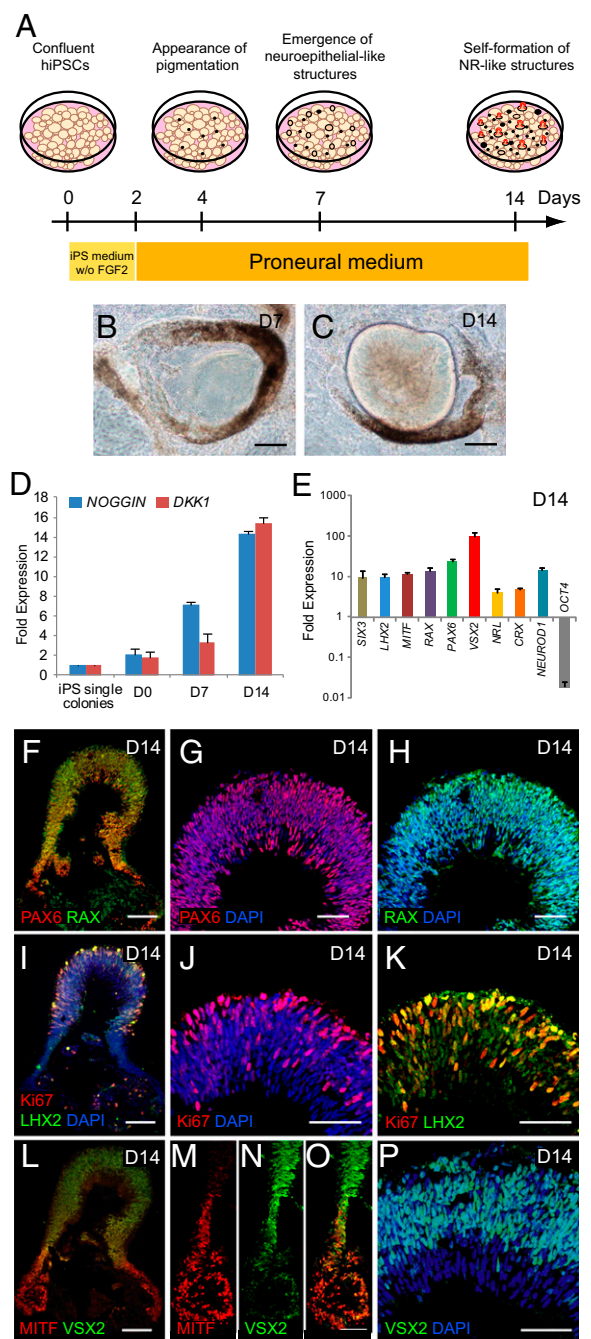 A
Confluent
hiPSCs
Appearance of
pigmentation
Emergence of
neuroepithelial-like
structures
Self-formation of
NR-like structures
0
2
4
7
14
Days
iPS medium
w/o FGF2
Proneural medium
B
D7
C
D14
D
NOGGIN
DKK1
Fold Expression
18
16
14
12
10
8
6
4
2
0
iPS single
colonies
D0
D7
D14
E
D14
Fold Expression
1000
100
10
1
0.1
0.01
SIX3
LHX2
MITF
RAX
PAX6
VSX2
NRL
CRX
NEUROD1
OCT4
F
D14
PAX6 RAX
G
D14
PAX6 DAPI
H
D14
RAX DAPI
I
D14
Ki67
LHX2 DAPI
J
D14
Ki67 DAPI
K
D14
Ki67 LHX2
L
D14
MITF VSX2
M
MITF
N
VSX2
O
P
D14
VSX2 DAPI